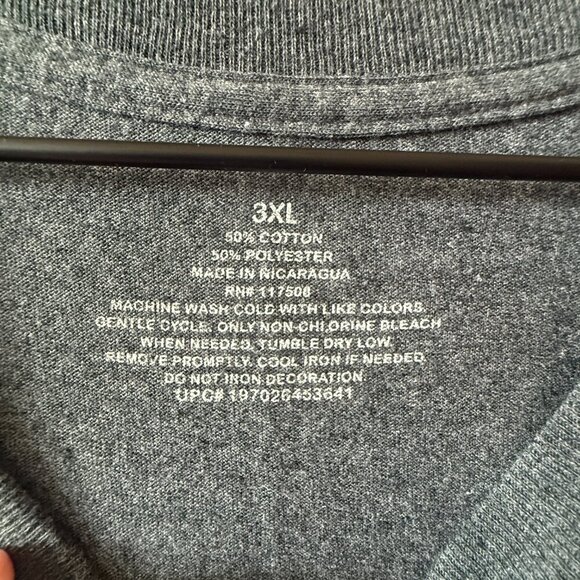 3XL
50% COTTON
50% POLYESTER
MADE IN NICARAGUA
RN# 117500
MACHINE WASH COLD WITH LIKE COLORS.
GENTLE CYCLE. ONLY NON-CHLORINE BLEACH
WHEN NEEDED. TUMBLE DRY LOW.
REMOVE PROMPTLY. COOL IRON IF NEEDED.
DO NOT IRON DECORATION
UPC# 197026453641